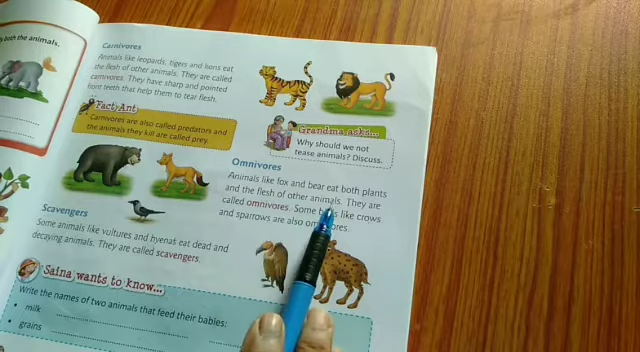 ly both the animals.
Carnivores
Animals like leopards, tigers and lions eat
the flesh of other animals. They are called
carnivores. They have sharp and pointed
front teeth that help them to tear flesh.
Fact Ant
Carnivores are also called predators and
the animals they kill are called prey.
Grandma asks...
Why should we not
tease animals? Discuss.
Omnivores
Animals like fox and bear eat both plants
and the flesh of other animals. They are
called omnivores. Some like crows
and sparrows are also
Scavengers
Some animals like vultures and hyenas eat dead and
decaying animals. They are called scavengers.
Saina wants to know...
Write the names of two animals that feed their babies:
• milk
• grains